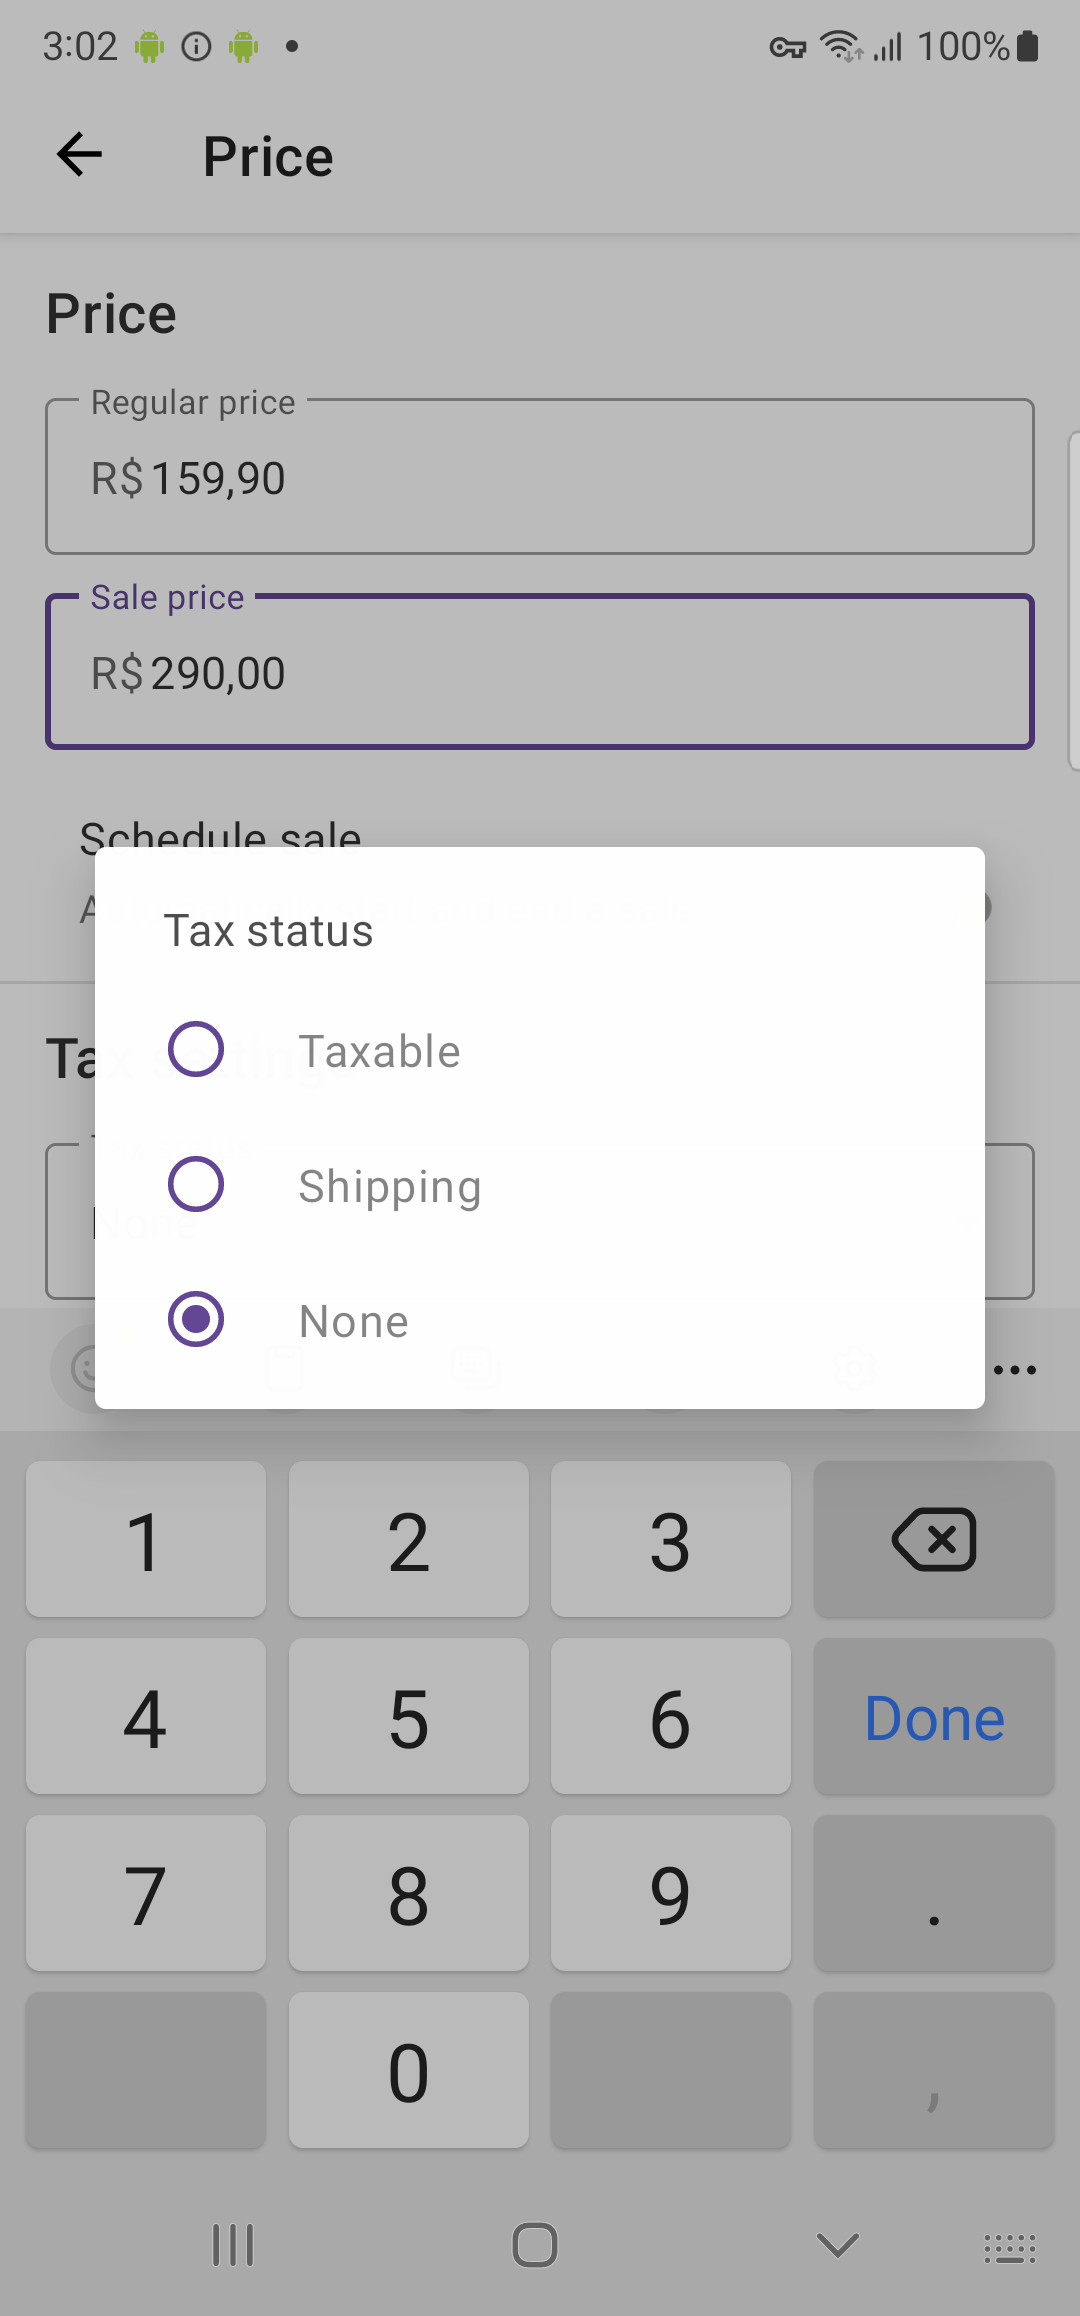 3:02 100%
Price
Price
Regular price
R$ 159,90
Sale price
R$ 290,00
Schedule sale
Tax status
Taxable
Shipping
None
1 2 3
4 5 6 Done
7 8 9 .
0 ,